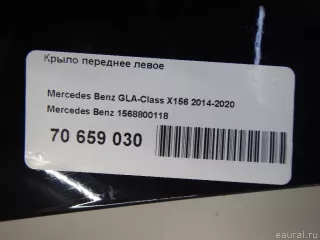 Крыло переднее левое
Mercedes Benz GLA-Class X156 2014-2020
Mercedes Benz 1568800118
70 659 030
eaural.ru